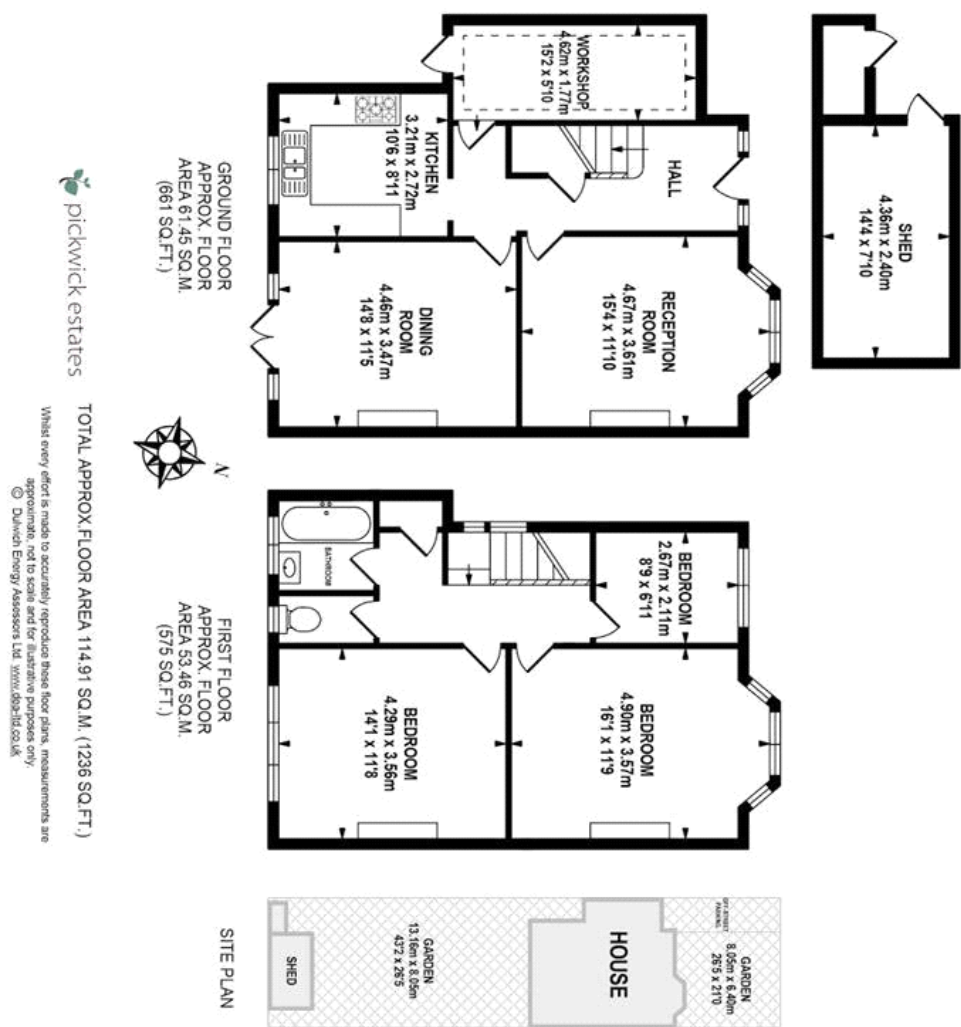 SHED
4.36m x 2.40m
14'4 x 7'10
WORKSHOP
4.62m x 1.77m
15'2 x 5'10
HALL
RECEPTION
ROOM
4.67m x 3.61m
15'4 x 11'10
KITCHEN
3.21m x 2.72m
10'6 x 8'11
DINING
ROOM
4.46m x 3.47m
14'8 x 11'5
GROUND FLOOR
APPROX. FLOOR
AREA 61.45 SQ.M.
(661 SQ.FT.)
BEDROOM
2.67m x 2.11m
8'9 x 6'11
BEDROOM
4.90m x 3.57m
16'1 x 11'9
BATHROOM
BEDROOM
4.29m x 3.56m
14'1 x 11'8
FIRST FLOOR
APPROX. FLOOR
AREA 53.46 SQ.M.
(575 SQ.FT.)
N
OFF-STREET
PARKING
GARDEN
8.05m x 6.40m
26'5 x 21'0
HOUSE
GARDEN
13.16m x 8.05m
43'2 x 26'5
SHED
SITE PLAN
pickwick estates
TOTAL APPROX.FLOOR AREA 114.91 SQ.M. (1236 SQ.FT.)
Whilst every effort is made to accurately reproduce these floor plans, measurements are
approximate, not to scale and for illustrative purposes only.
© Dulwich Energy Assessors Ltd. www.dea-ltd.co.uk